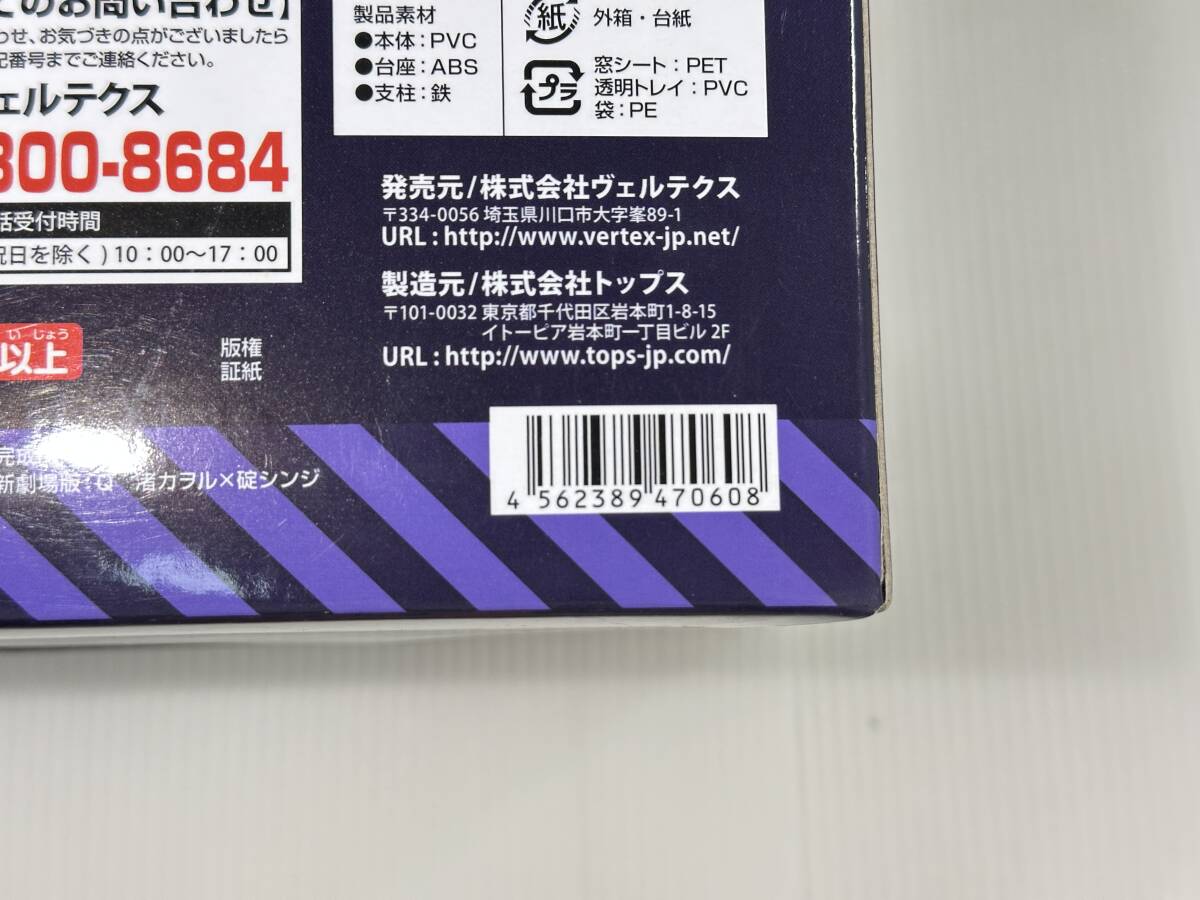 のお問い合わせ】
わせ、お気づきの点がございましたら
記番号までご連絡ください。
ヴェルテクス
300-8684
話受付時間
祝日を除く)10：00〜17：00
製品素材
●本体：PVC
●台座：ABS
●支柱：鉄
紙
外箱・台紙
プラ
窓シート：PET
透明トレイ：PVC
袋：PE
発売元/株式会社ヴェルテクス
〒334-0056 埼玉県川口市大字峯89-1
URL : http://www.vertex-jp.net/
製造元/株式会社トップス
〒101-0032 東京都千代田区岩本町1-8-15
イトーピア岩本町一丁目ビル 2F
URL : http://www.tops-jp.com/
いじょう
以上
版権
証紙
完成
新劇場版：Q 渚カヲル×碇シンジ
4 562389 470608